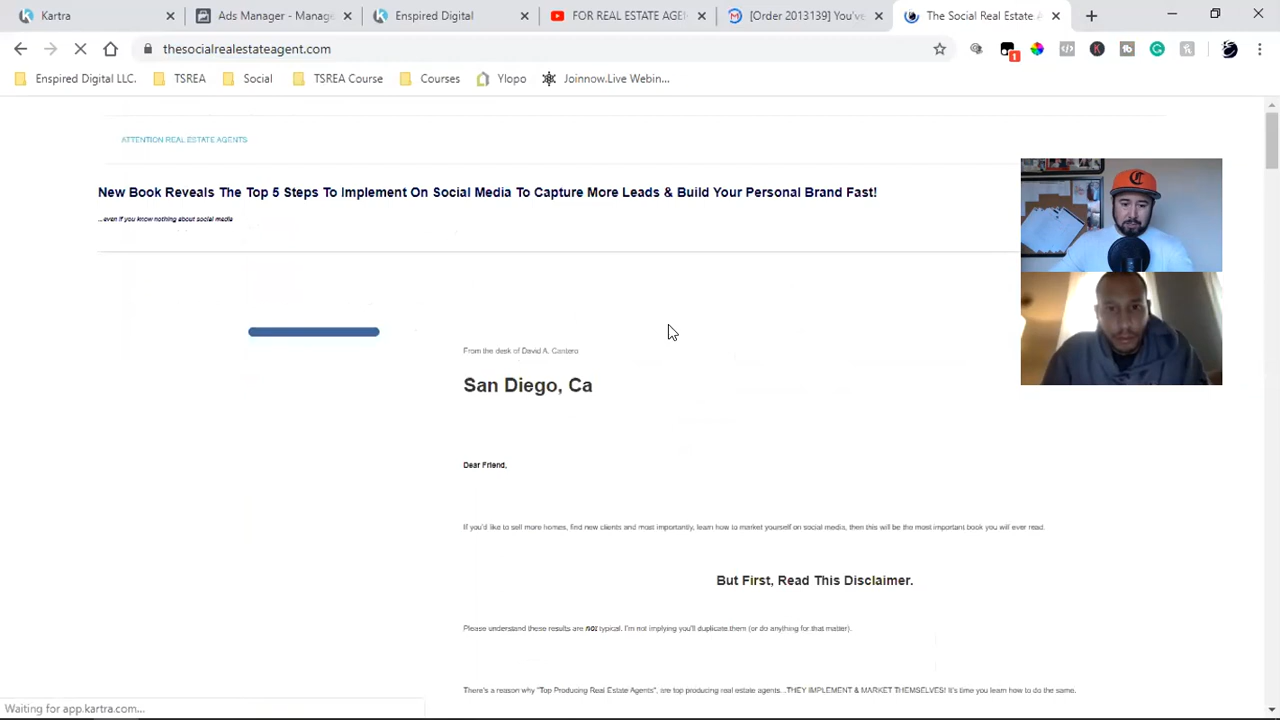 Kartra
Ads Manager - Manage
Enspired Digital
FOR REAL ESTATE AGEN
[Order 2013139] You've
The Social Real Estate A
thesocialrealestateagent.com
1
Enspired Digital LLC.
TSREA
Social
TSREA Course
Courses
Ylopo
Joinnow.Live Webin...
ATTENTION REAL ESTATE AGENTS
New Book Reveals The Top 5 Steps To Implement On Social Media To Capture More Leads & Build Your Personal Brand Fast!
...even if you know nothing about social media
From the desk of David A. Cantero
San Diego, Ca
Dear Friend,
If you'd like to sell more homes, find new clients and most importantly, learn how to market yourself on social media, then this will be the most important book you will ever read.
But First, Read This Disclaimer.
Please understand these results are not typical. I'm not implying you'll duplicate them (or do anything for that matter).
There's a reason why "Top Producing Real Estate Agents", are top producing real estate agents...THEY IMPLEMENT & MARKET THEMSELVES! It's time you learn how to do the same.
Waiting for app.kartra.com...